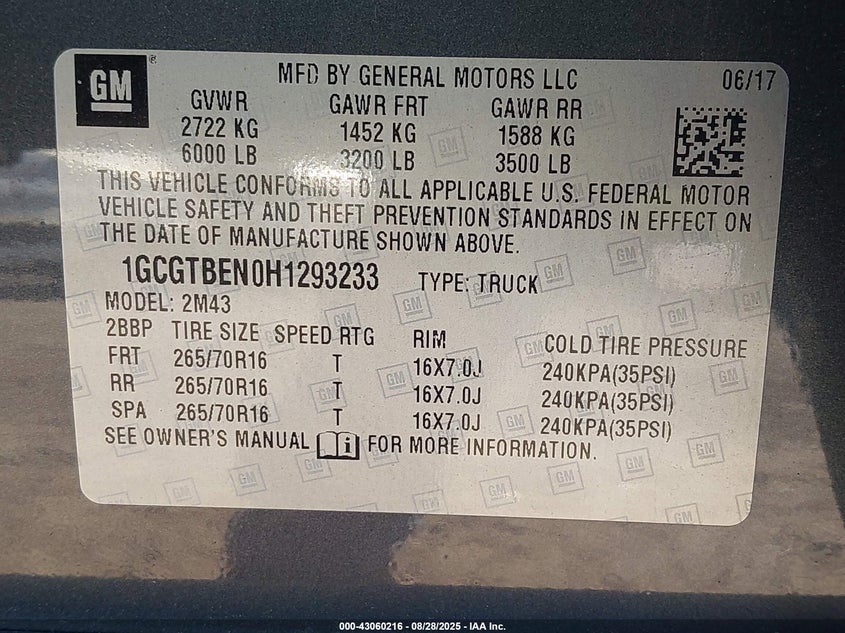 GM
MFD BY GENERAL MOTORS LLC 06/17
GVWR GAWR FRT GAWR RR
2722 KG 1452 KG 1588 KG
6000 LB 3200 LB 3500 LB
THIS VEHICLE CONFORMS TO ALL APPLICABLE U.S. FEDERAL MOTOR
VEHICLE SAFETY AND THEFT PREVENTION STANDARDS IN EFFECT ON
THE DATE OF MANUFACTURE SHOWN ABOVE.
1GCGTBEN0H1293233 TYPE: TRUCK
MODEL: 2M43
2BBP TIRE SIZE SPEED RTG RIM COLD TIRE PRESSURE
FRT 265/70R16 T 16X7.0J 240KPA(35PSI)
RR 265/70R16 T 16X7.0J 240KPA(35PSI)
SPA 265/70R16 T 16X7.0J 240KPA(35PSI)
SEE OWNER'S MANUAL FOR MORE INFORMATION.
000-43060216 - 08/28/2025 - IAA Inc.